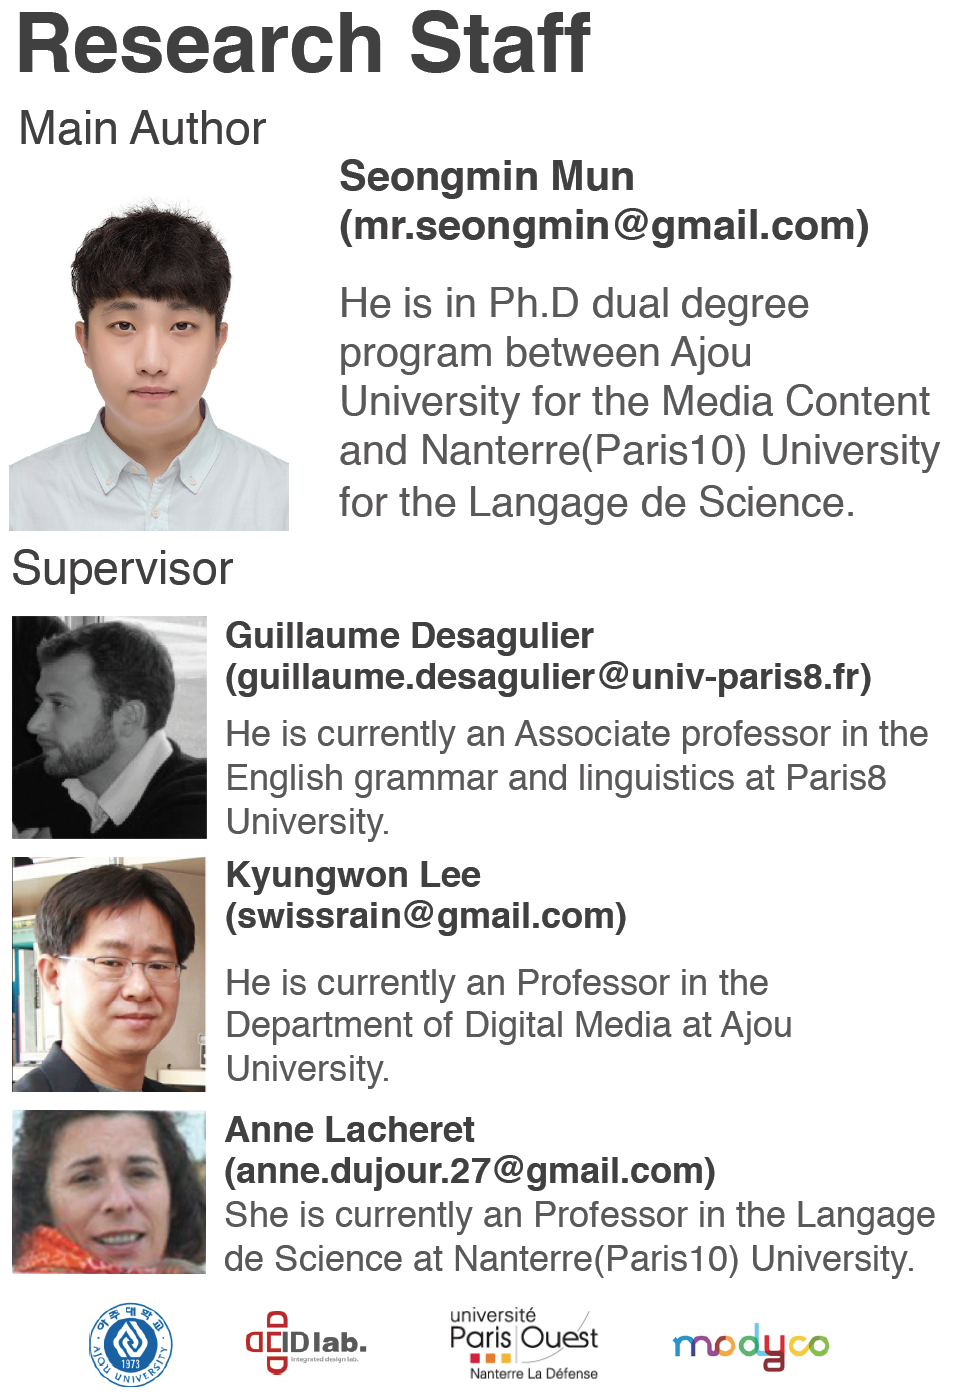 Research Staff
Main Author
Seongmin Mun
(mr.seongmin@gmail.com)
He is in Ph.D dual degree
program between Ajou
University for the Media Content
and Nanterre(Paris10) University
for the Langage de Science.
Supervisor
Guillaume Desagulier
(guillaume.desagulier@univ-paris8.fr)
He is currently an Associate professor in the
English grammar and linguistics at Paris8
University.
Kyungwon Lee
(swissrain@gmail.com)
He is currently an Professor in the
Department of Digital Media at Ajou
University.
Anne Lacheret
(anne.dujour.27@gmail.com)
She is currently an Professor in the Langage
de Science at Nanterre(Paris10) University.
아주대학교
1973
AJOU UNIVERSITY
IDlab.
integrated design lab.
université
Paris Ouest
Nanterre La Défense
modyco